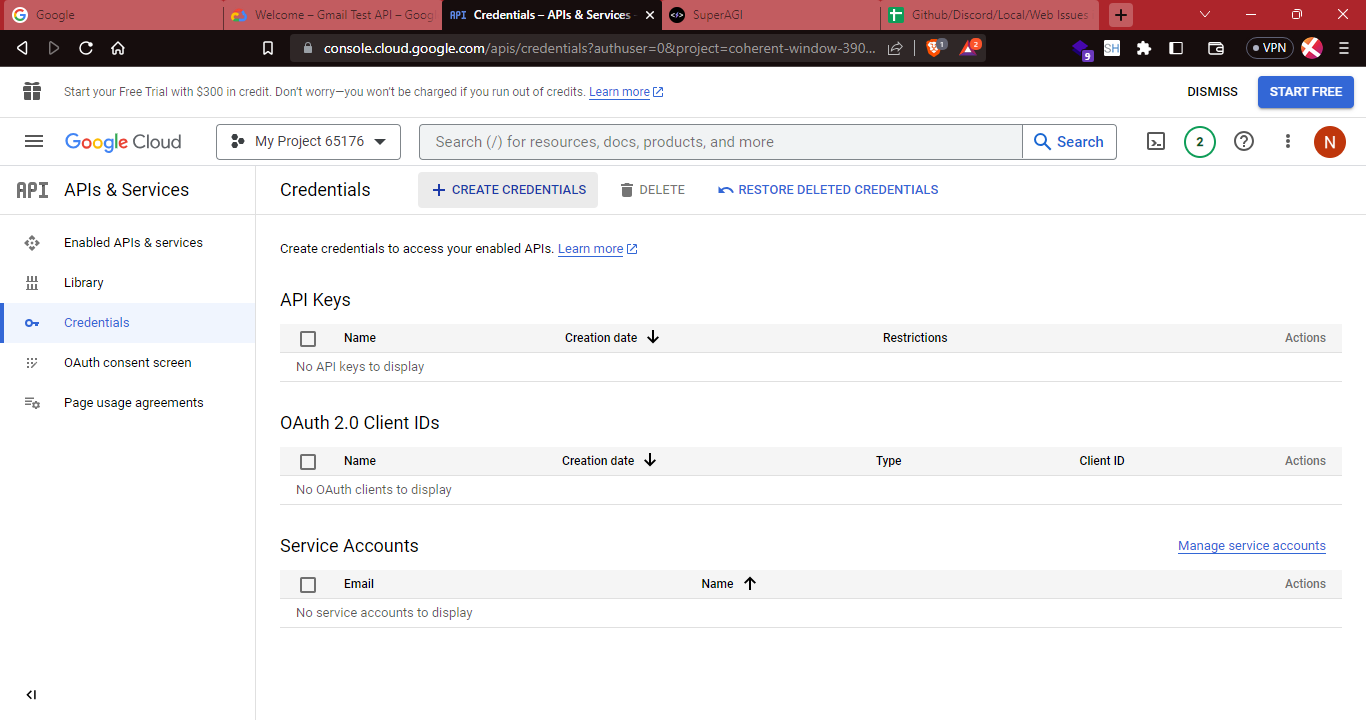 Google
Welcome – Gmail Test API – Goog
API Credentials – APIs & Services -
SuperAGI
Github/Discord/Local/Web Issues
console.cloud.google.com/apis/credentials?authuser=0&project=coherent-window-390...
1
2
9
SH
VPN
Start your Free Trial with $300 in credit. Don't worry—you won't be charged if you run out of credits. Learn more
DISMISS
START FREE
Google Cloud
My Project 65176
Search (/) for resources, docs, products, and more
Search
2
N
API APIs & Services
Credentials
CREATE CREDENTIALS
DELETE
RESTORE DELETED CREDENTIALS
Enabled APIs & services
Library
Credentials
OAuth consent screen
Page usage agreements
Create credentials to access your enabled APIs. Learn more
API Keys
Name Creation date Restrictions Actions
No API keys to display
OAuth 2.0 Client IDs
Name Creation date Type Client ID Actions
No OAuth clients to display
Service Accounts
Manage service accounts
Email Name Actions
No service accounts to display